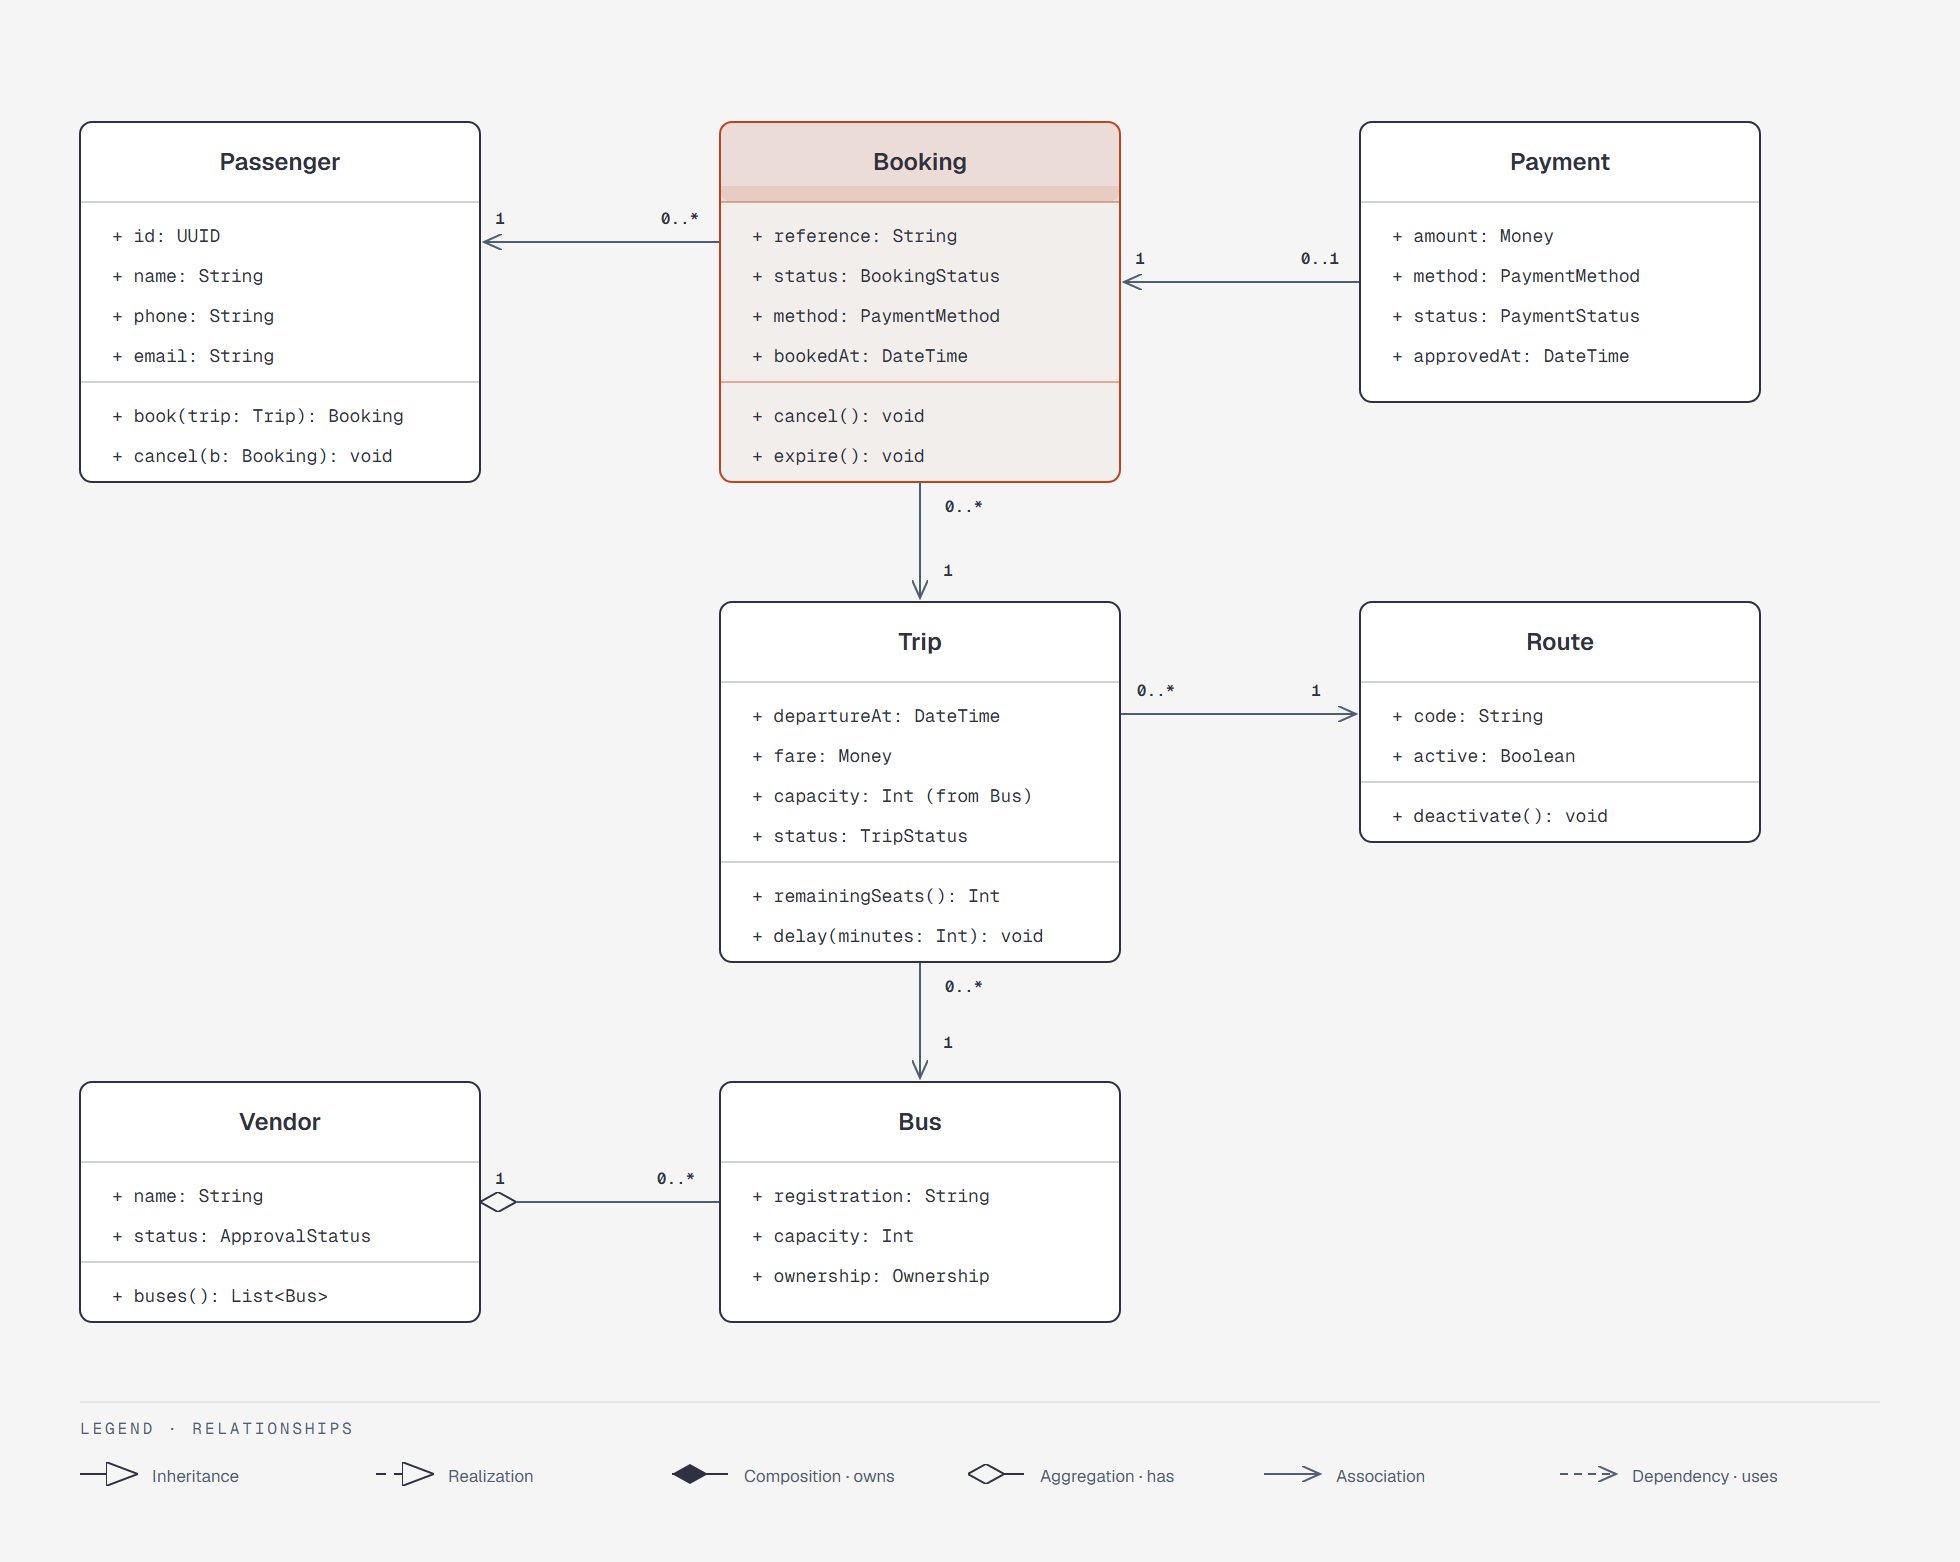 Passenger
+ id: UUID
+ name: String
+ phone: String
+ email: String
+ book(trip: Trip): Booking
+ cancel(b: Booking): void
1
0..*
Booking
+ reference: String
+ status: BookingStatus
+ method: PaymentMethod
+ bookedAt: DateTime
+ cancel(): void
+ expire(): void
1
0..1
Payment
+ amount: Money
+ method: PaymentMethod
+ status: PaymentStatus
+ approvedAt: DateTime
0..*
1
Trip
+ departureAt: DateTime
+ fare: Money
+ capacity: Int (from Bus)
+ status: TripStatus
+ remainingSeats(): Int
+ delay(minutes: Int): void
0..*
1
Route
+ code: String
+ active: Boolean
+ deactivate(): void
0..*
1
Vendor
+ name: String
+ status: ApprovalStatus
+ buses(): List<Bus>
1
0..*
Bus
+ registration: String
+ capacity: Int
+ ownership: Ownership
LEGEND · RELATIONSHIPS
Inheritance
Realization
Composition · owns
Aggregation · has
Association
Dependency · uses